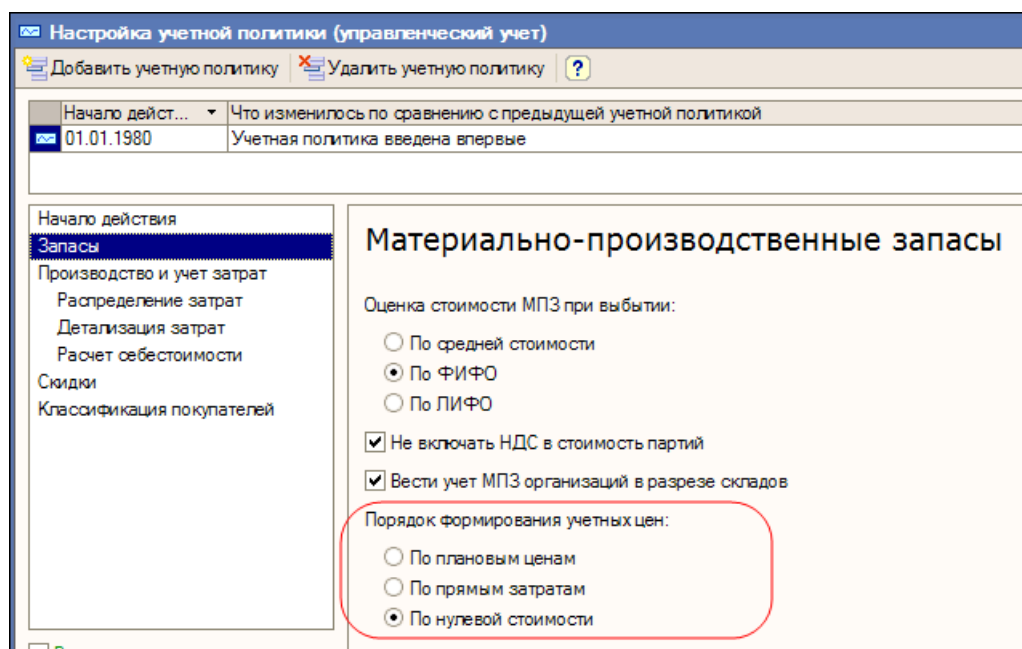 Настройка учетной политики (управленческий учет)
Добавить учетную политику Удалить учетную политику ?
Начало дейст... Что изменилось по сравнению с предыдущей учетной политикой
01.01.1980 Учетная политика введена впервые
Начало действия
Запасы
Производство и учет затрат
Распределение затрат
Детализация затрат
Расчет себестоимости
Скидки
Классификация покупателей
Материально-производственные запасы
Оценка стоимости МПЗ при выбытии:
По средней стоимости
По ФИФО
По ЛИФО
Не включать НДС в стоимость партий
Вести учет МПЗ организаций в разрезе складов
Порядок формирования учетных цен:
По плановым ценам
По прямым затратам
По нулевой стоимости